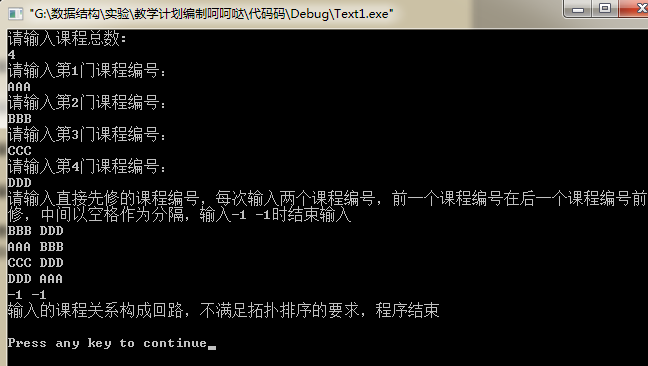 "G:\数据结构\实验\教学计划编制呵呵哒\代码码\Debug\Text1.exe"
请输入课程总数：
4
请输入第1门课程编号：
AAA
请输入第2门课程编号：
BBB
请输入第3门课程编号：
CCC
请输入第4门课程编号：
DDD
请输入直接先修的课程编号，每次输入两个课程编号，前一个课程编号在后一个课程编号前
修，中间以空格作为分隔，输入-1 -1时结束输入
BBB DDD
AAA BBB
CCC DDD
DDD AAA
-1 -1
输入的课程关系构成回路，不满足拓扑排序的要求，程序结束
Press any key to continue_